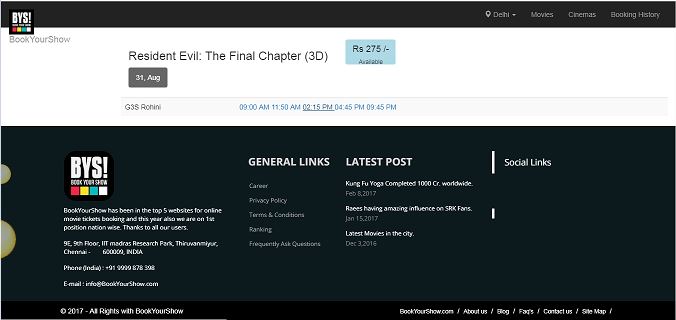 BYS!
BOOK YOUR SHOW
BookYourShow
Delhi
Movies
Cinemas
Booking History
Resident Evil: The Final Chapter (3D)
Rs 275 /-
Available
31, Aug
G3S Rohini
09:00 AM 11:50 AM 02:15 PM 04:45 PM 09:45 PM
BYS!
BOOK YOUR SHOW
BookYourShow has been in the top 5 websites for online
movie tickets booking and this year also we are on 1st
position nation wise. Thanks to all our users.
9E, 9th Floor, IIT madras Research Park, Thiruvanmiyur,
Chennai - 600009, INDIA
Phone (India) : +91 9999 878 398
E-mail : info@BookYourShow.com
GENERAL LINKS
Career
Privacy Policy
Terms & Conditions
Ranking
Frequently Ask Questions
LATEST POST
Kung Fu Yoga Completed 1000 Cr. worldwide.
Feb 8,2017
Raees having amazing influence on SRK Fans.
Jan 15,2017
Latest Movies in the city.
Dec 3,2016
Social Links
© 2017 - All Rights with BookYourShow
BookYourShow.com / About us / Blog / Faq's / Contact us / Site Map /